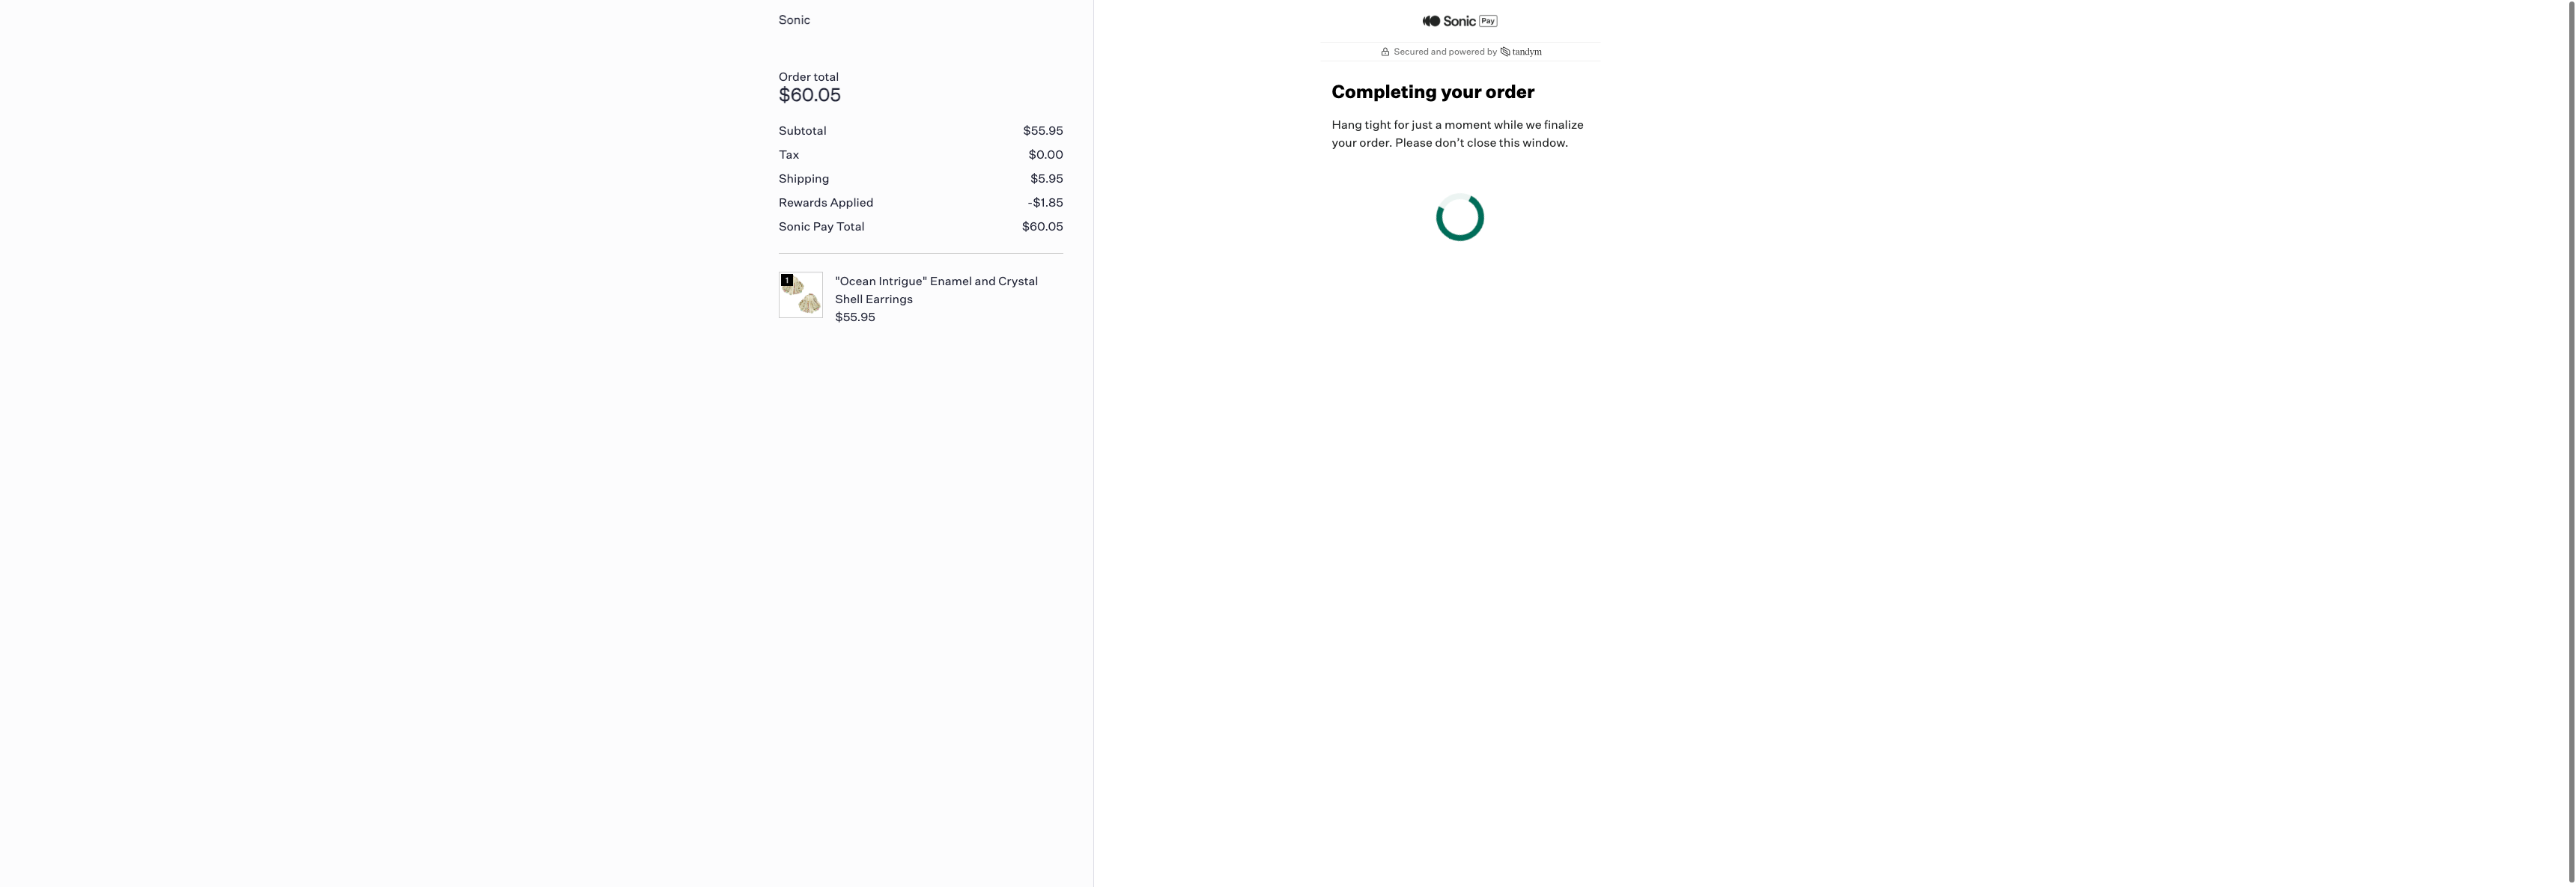 Sonic
Order total
$60.05
Subtotal $55.95
Tax $0.00
Shipping $5.95
Rewards Applied -$1.85
Sonic Pay Total $60.05
1
"Ocean Intrigue" Enamel and Crystal
Shell Earrings
$55.95
Sonic Pay
Secured and powered by tandym
Completing your order
Hang tight for just a moment while we finalize
your order. Please don’t close this window.